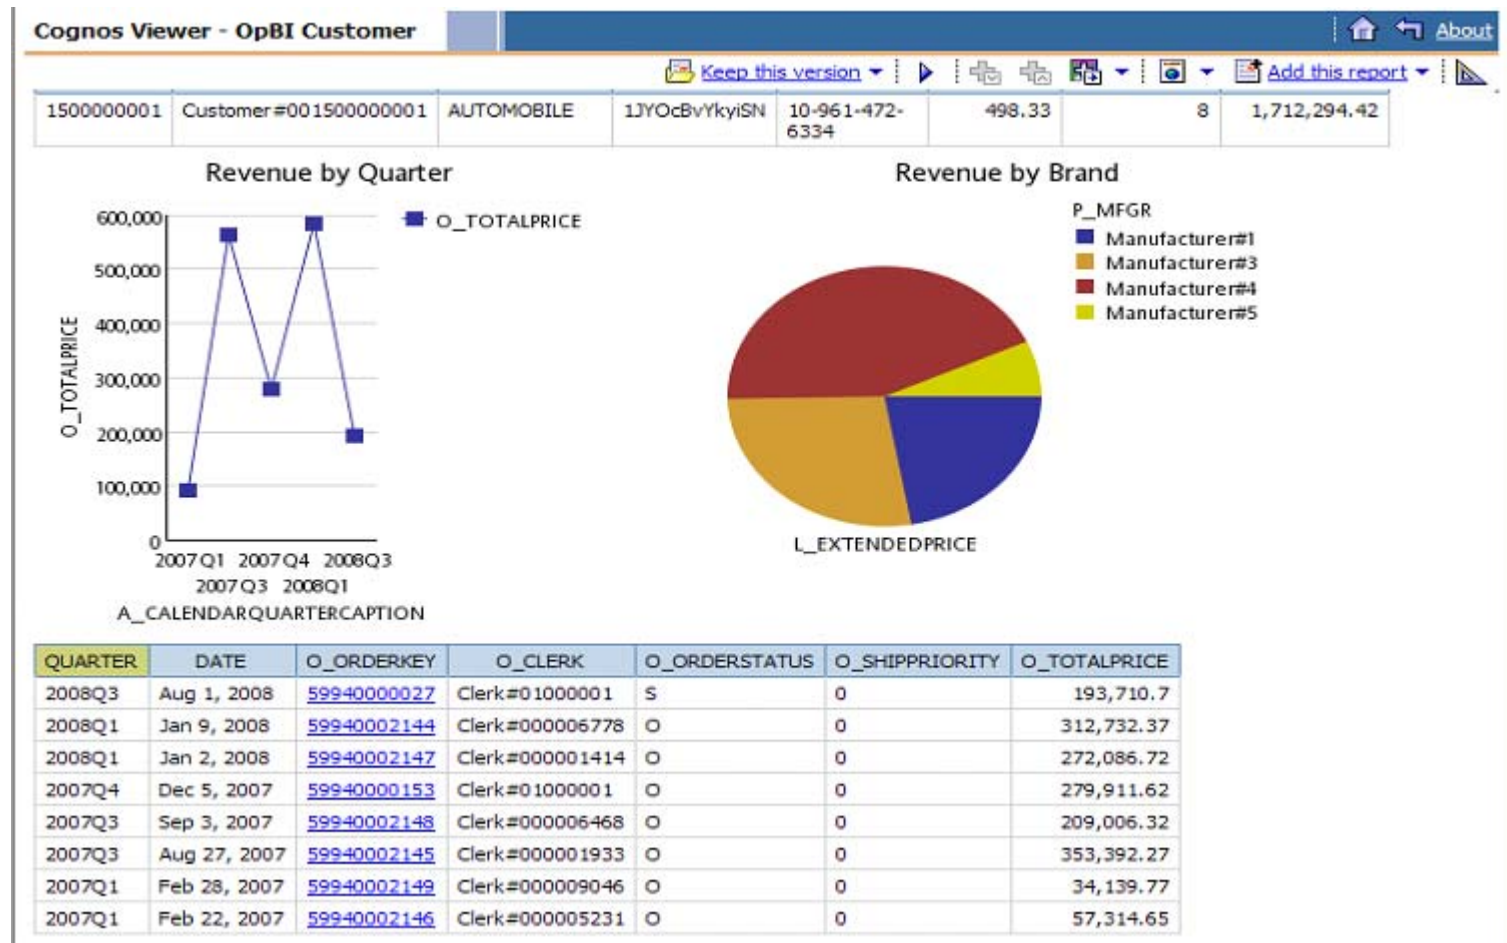 Cognos Viewer - OpBI Customer
About
Keep this version
Add this report
1500000001 Customer#001500000001 AUTOMOBILE 1JYOcBvYkyiSN 10-961-472- 498.33 8 1,712,294.42
6334
Revenue by Quarter
600,000
500,000
400,000
300,000
200,000
100,000
0
O_TOTALPRICE
O_TOTALPRICE
2007Q1 2007Q4 2008Q3
2007Q3 2008Q1
A_CALENDARQUARTERCAPTION
Revenue by Brand
P_MFGR
Manufacturer#1
Manufacturer#3
Manufacturer#4
Manufacturer#5
L_EXTENDEDPRICE
QUARTER DATE O_ORDERKEY O_CLERK O_ORDERSTATUS O_SHIPPRIORITY O_TOTALPRICE
2008Q3 Aug 1, 2008 59940000027 Clerk#01000001 S 0 193,710.7
2008Q1 Jan 9, 2008 59940002144 Clerk#000006778 O 0 312,732.37
2008Q1 Jan 2, 2008 59940002147 Clerk#000001414 O 0 272,086.72
2007Q4 Dec 5, 2007 59940000153 Clerk#01000001 O 0 279,911.62
2007Q3 Sep 3, 2007 59940002148 Clerk#000006468 O 0 209,006.32
2007Q3 Aug 27, 2007 59940002145 Clerk#000001933 O 0 353,392.27
2007Q1 Feb 28, 2007 59940002149 Clerk#000009046 O 0 34,139.77
2007Q1 Feb 22, 2007 59940002146 Clerk#000005231 O 0 57,314.65